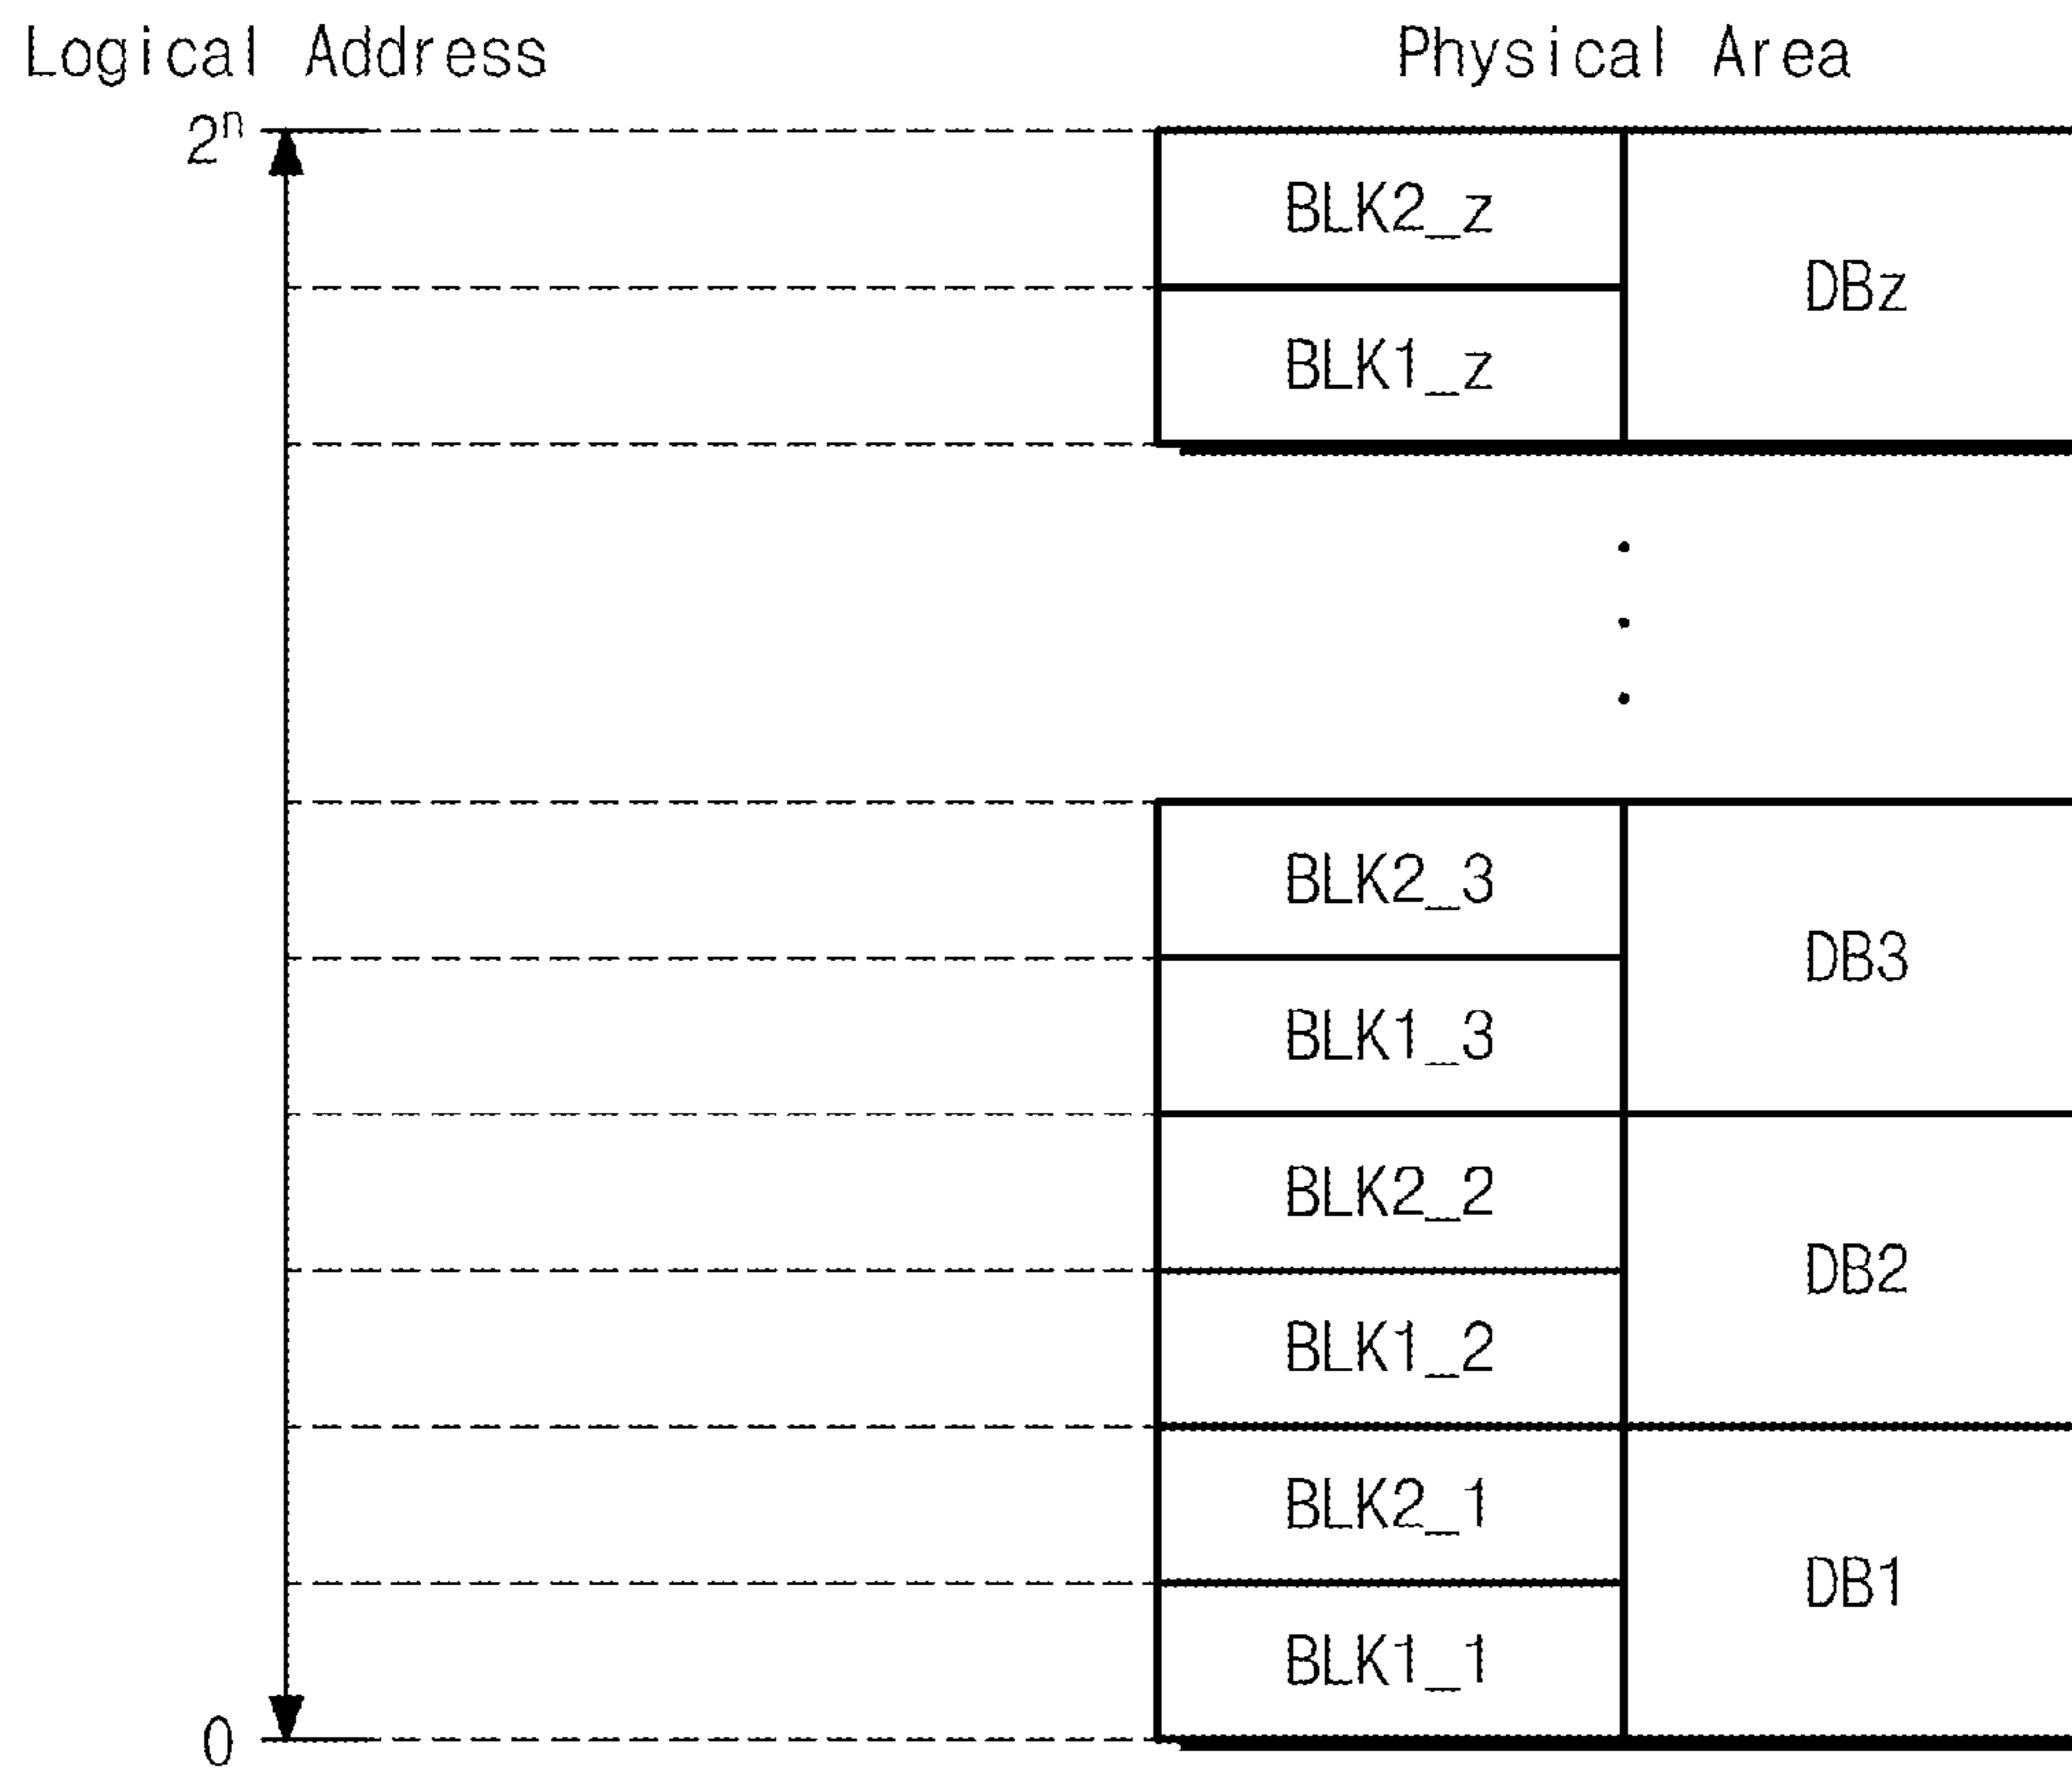 Logical Address
Physical Area
2ⁿ
BLK2_z
DBz
BLK1_z
BLK2_3
DB3
BLK1_3
BLK2_2
DB2
BLK1_2
BLK2_1
DB1
BLK1_1
0